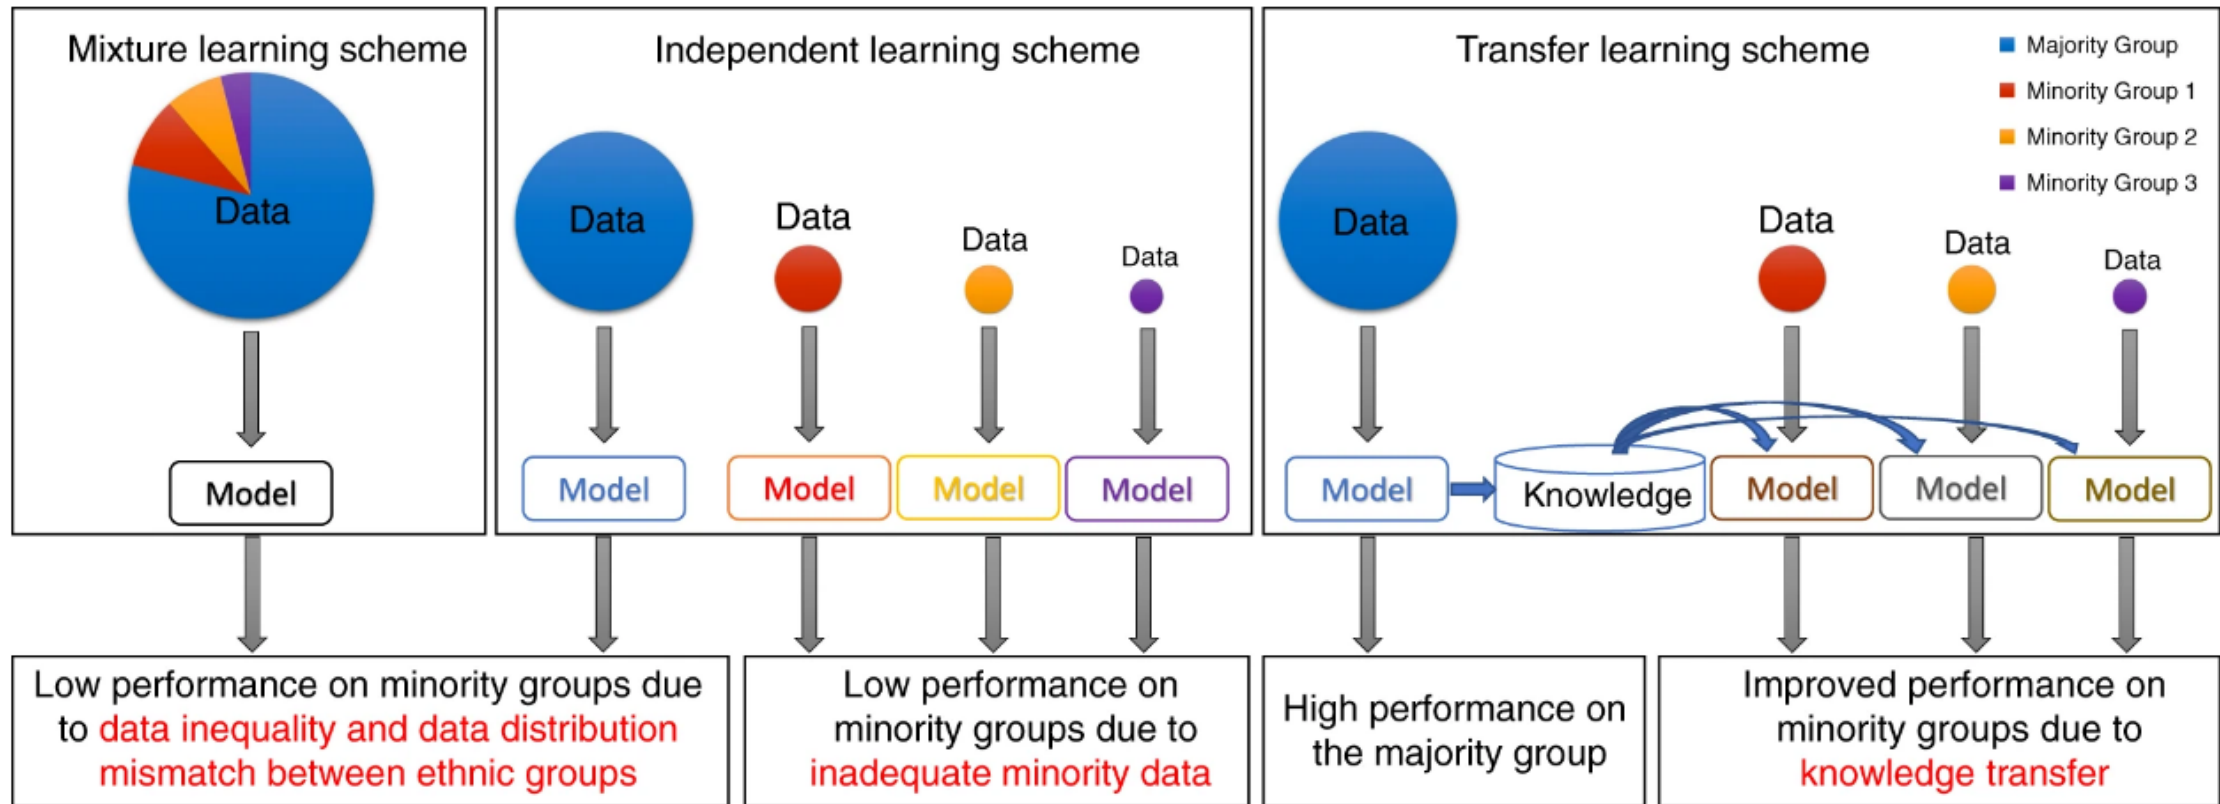 Mixture learning scheme
Data
Model
Independent learning scheme
Data
Data
Data
Data
Model
Model
Model
Model
Transfer learning scheme
Majority Group
Minority Group 1
Minority Group 2
Minority Group 3
Data
Data
Data
Data
Model
Knowledge
Model
Model
Model
Low performance on minority groups due
to data inequality and data distribution
mismatch between ethnic groups
Low performance on
minority groups due to
inadequate minority data
High performance on
the majority group
Improved performance on
minority groups due to
knowledge transfer